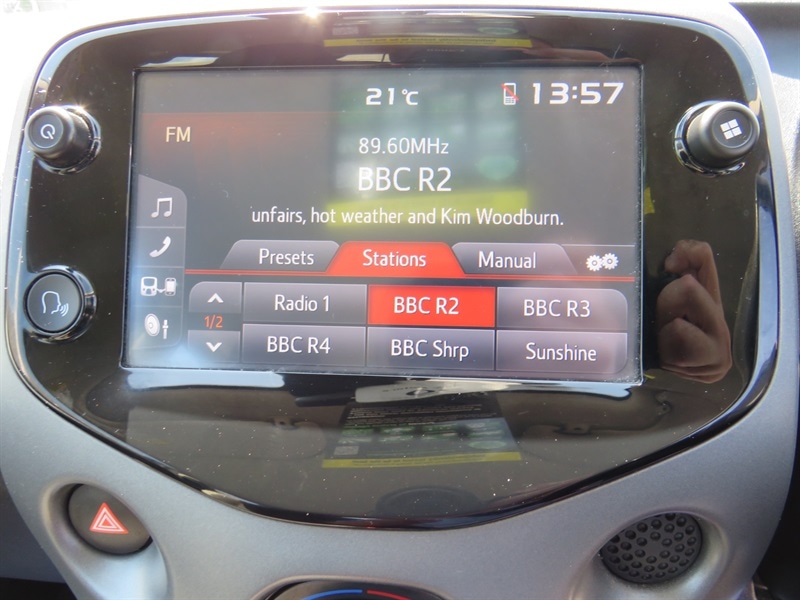 21°c 13:57
FM
89.60MHz
BBC R2
unfairs, hot weather and Kim Woodburn.
Presets Stations Manual
Radio 1 BBC R2 BBC R3
1/2
BBC R4 BBC Shrp Sunshine